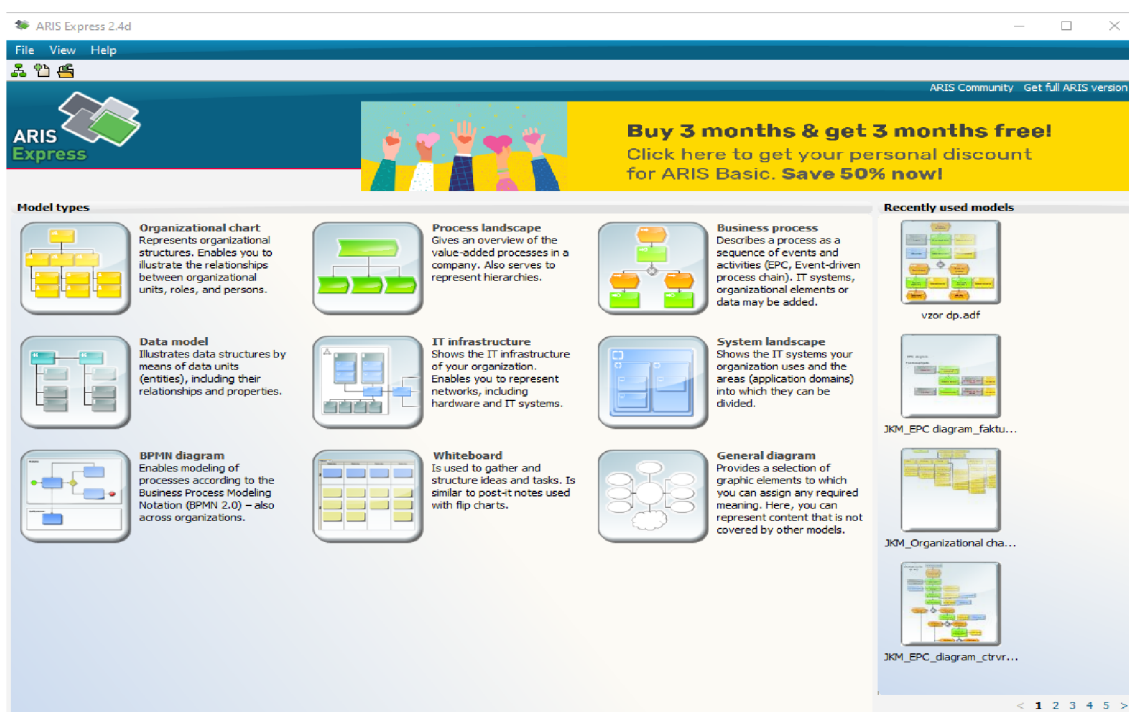 ARIS Express 2.4d
File View Help
ARIS Community Get full ARIS version
ARIS
Express
Buy 3 months & get 3 months free!
Click here to get your personal discount
for ARIS Basic. Save 50% now!
Model types
Organizational chart
Represents organizational
structures. Enables you to
illustrate the relationships
between organizational
units, roles, and persons.
Process landscape
Gives an overview of the
value-added processes in a
company. Also serves to
represent hierarchies.
Business process
Describes a process as a
sequence of events and
activities (EPC, Event-driven
process chain). IT systems,
organizational elements or
data may be added.
Data model
Illustrates data structures by
means of data units
(entities), including their
relationships and properties.
IT infrastructure
Shows the IT infrastructure
of your organization.
Enables you to represent
networks, including
hardware and IT systems.
System landscape
Shows the IT systems your
organization uses and the
areas (application domains)
into which they can be
divided.
BPMN diagram
Enables modeling of
processes according to the
Business Process Modeling
Notation (BPMN 2.0) – also
across organizations.
Whiteboard
Is used to gather and
structure ideas and tasks. Is
similar to post-it notes used
with flip charts.
General diagram
Provides a selection of
graphic elements to which
you can assign any required
meaning. Here, you can
represent content that is not
covered by other models.
Recently used models
vzor dp.adf
JKM_EPC diagram_faktu...
JKM_Organizational cha...
JKM_EPC_diagram_ctrvr...
< 1 2 3 4 5 >